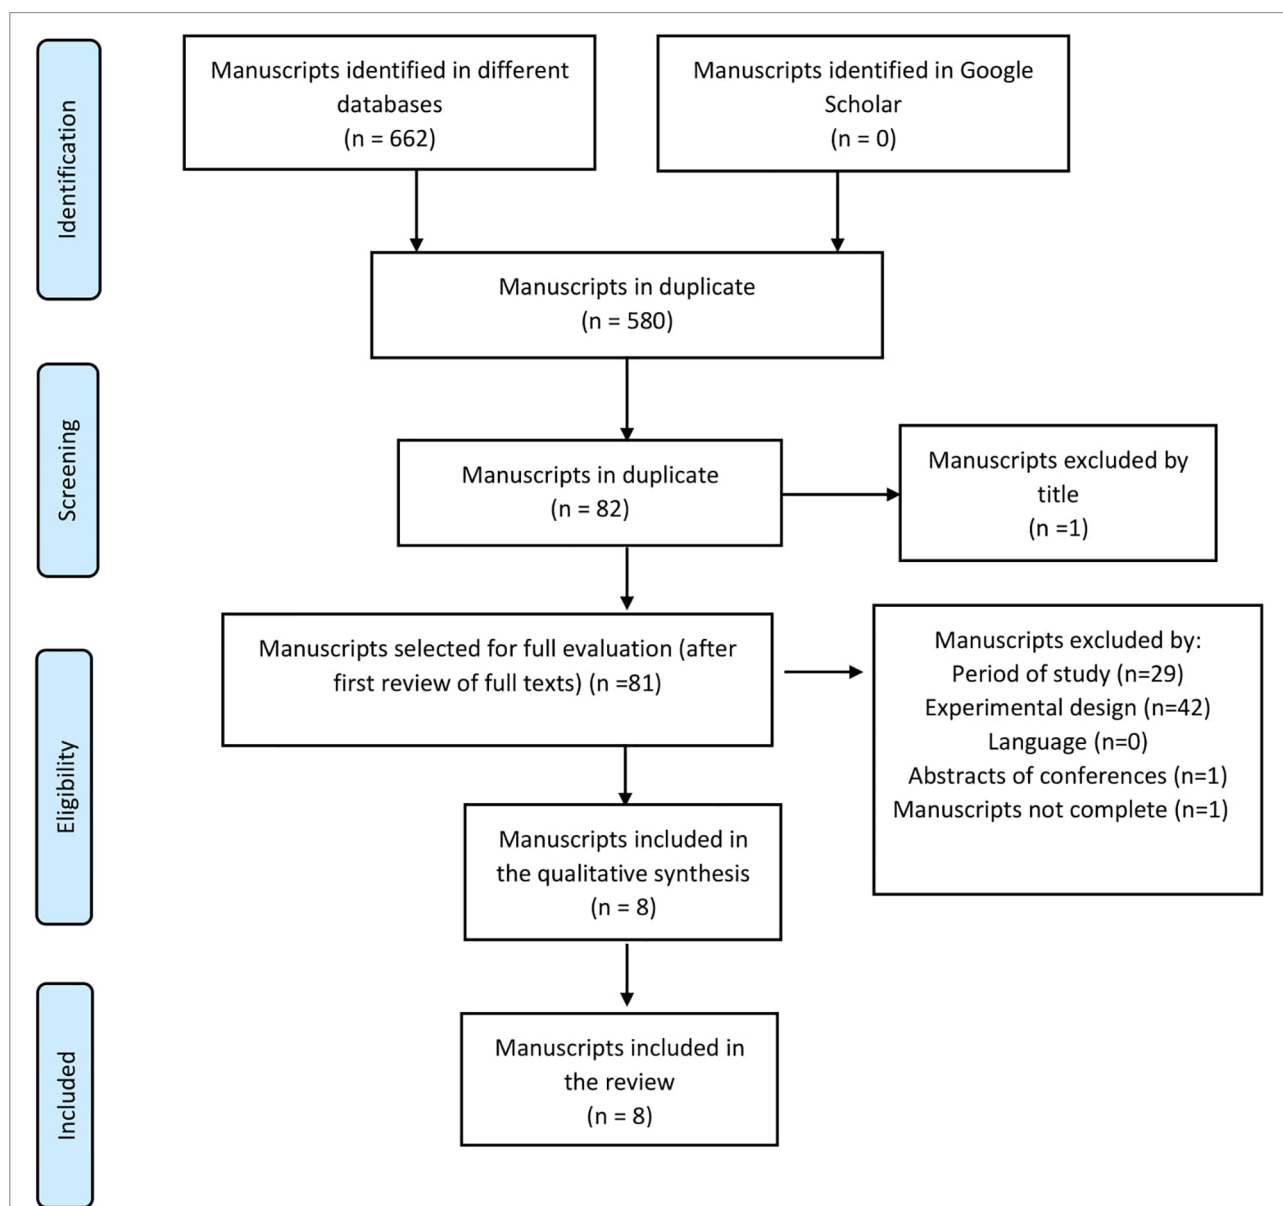 Identification
Manuscripts identified in different
databases
(n = 662)
Manuscripts identified in Google
Scholar
(n = 0)
Manuscripts in duplicate
(n = 580)
Screening
Manuscripts in duplicate
(n = 82)
Manuscripts excluded by
title
(n =1)
Eligibility
Manuscripts selected for full evaluation (after
first review of full texts) (n =81)
Manuscripts excluded by:
Period of study (n=29)
Experimental design (n=42)
Language (n=0)
Abstracts of conferences (n=1)
Manuscripts not complete (n=1)
Manuscripts included in
the qualitative synthesis
(n = 8)
Included
Manuscripts included in
the review
(n = 8)